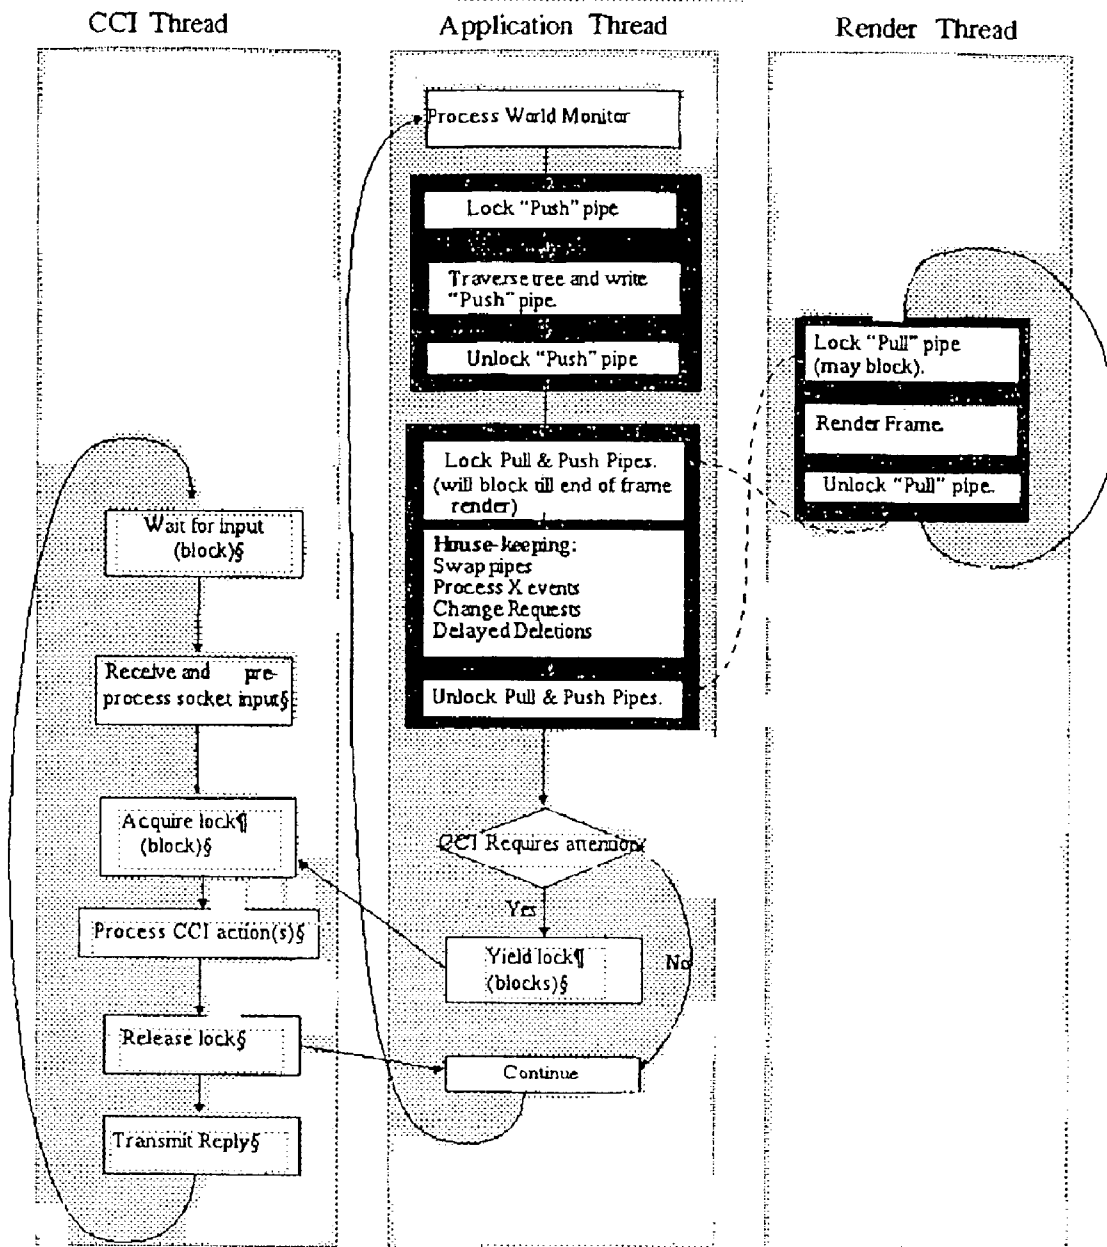 CCI Thread
Application Thread
Render Thread
Process World Monitor
Lock "Push" pipe
Traverse tree and write
"Push" pipe.
Unlock "Push" pipe
Lock Pull & Push Pipes.
(will block till end of frame
render)
House-keeping:
Swap pipes
Process X events
Change Requests
Delayed Deletions
Unlock Pull & Push Pipes.
CCI Requires attention
Yes
No
Yield lock¶
(blocks)§
Continue
Lock "Pull" pipe
(may block).
Render Frame.
Unlock "Pull" pipe.
Wait for input
(block)§
Receive and pre-
process socket input§
Acquire lock¶
(block)§
Process CCI action(s)§
Release lock§
Transmit Reply§